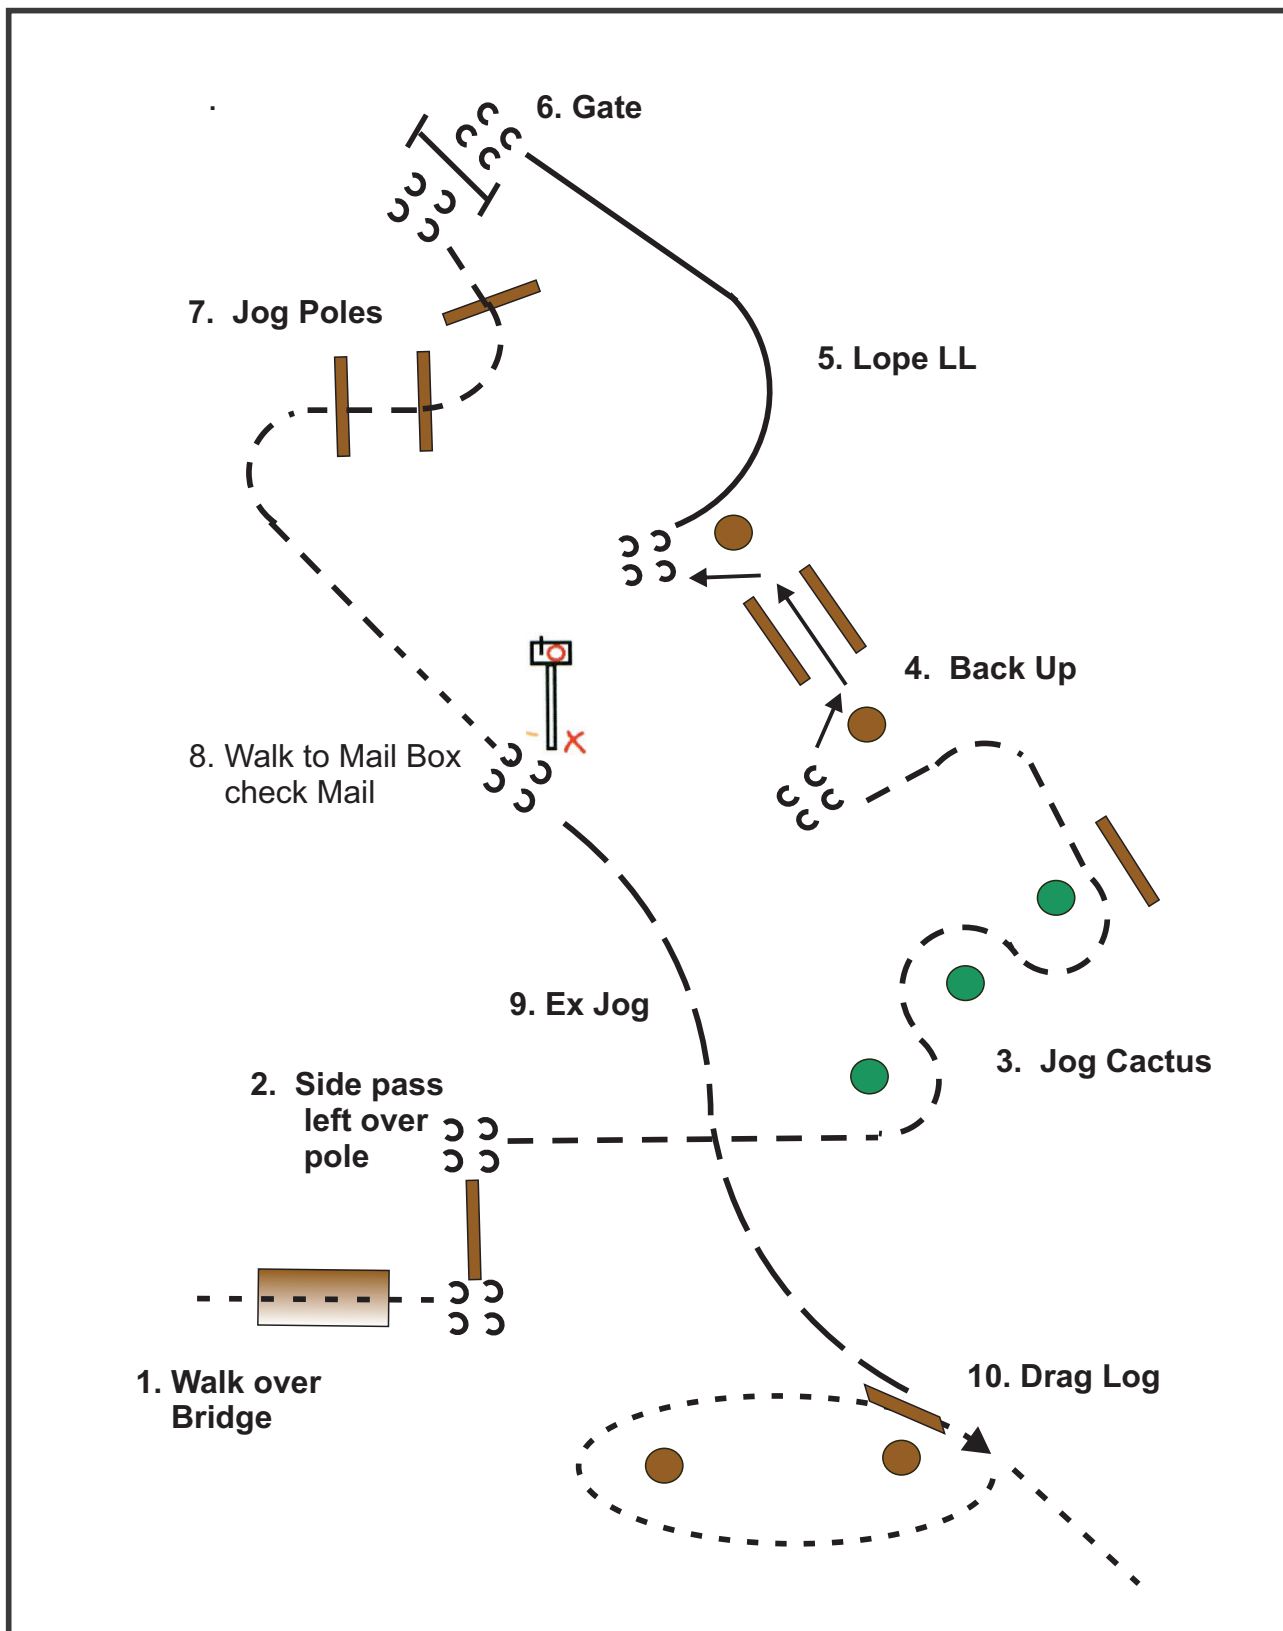 6. Gate
7. Jog Poles
5. Lope LL
4. Back Up
8. Walk to Mail Box
check Mail
9. Ex Jog
3. Jog Cactus
2. Side pass
left over
pole
10. Drag Log
1. Walk over
Bridge